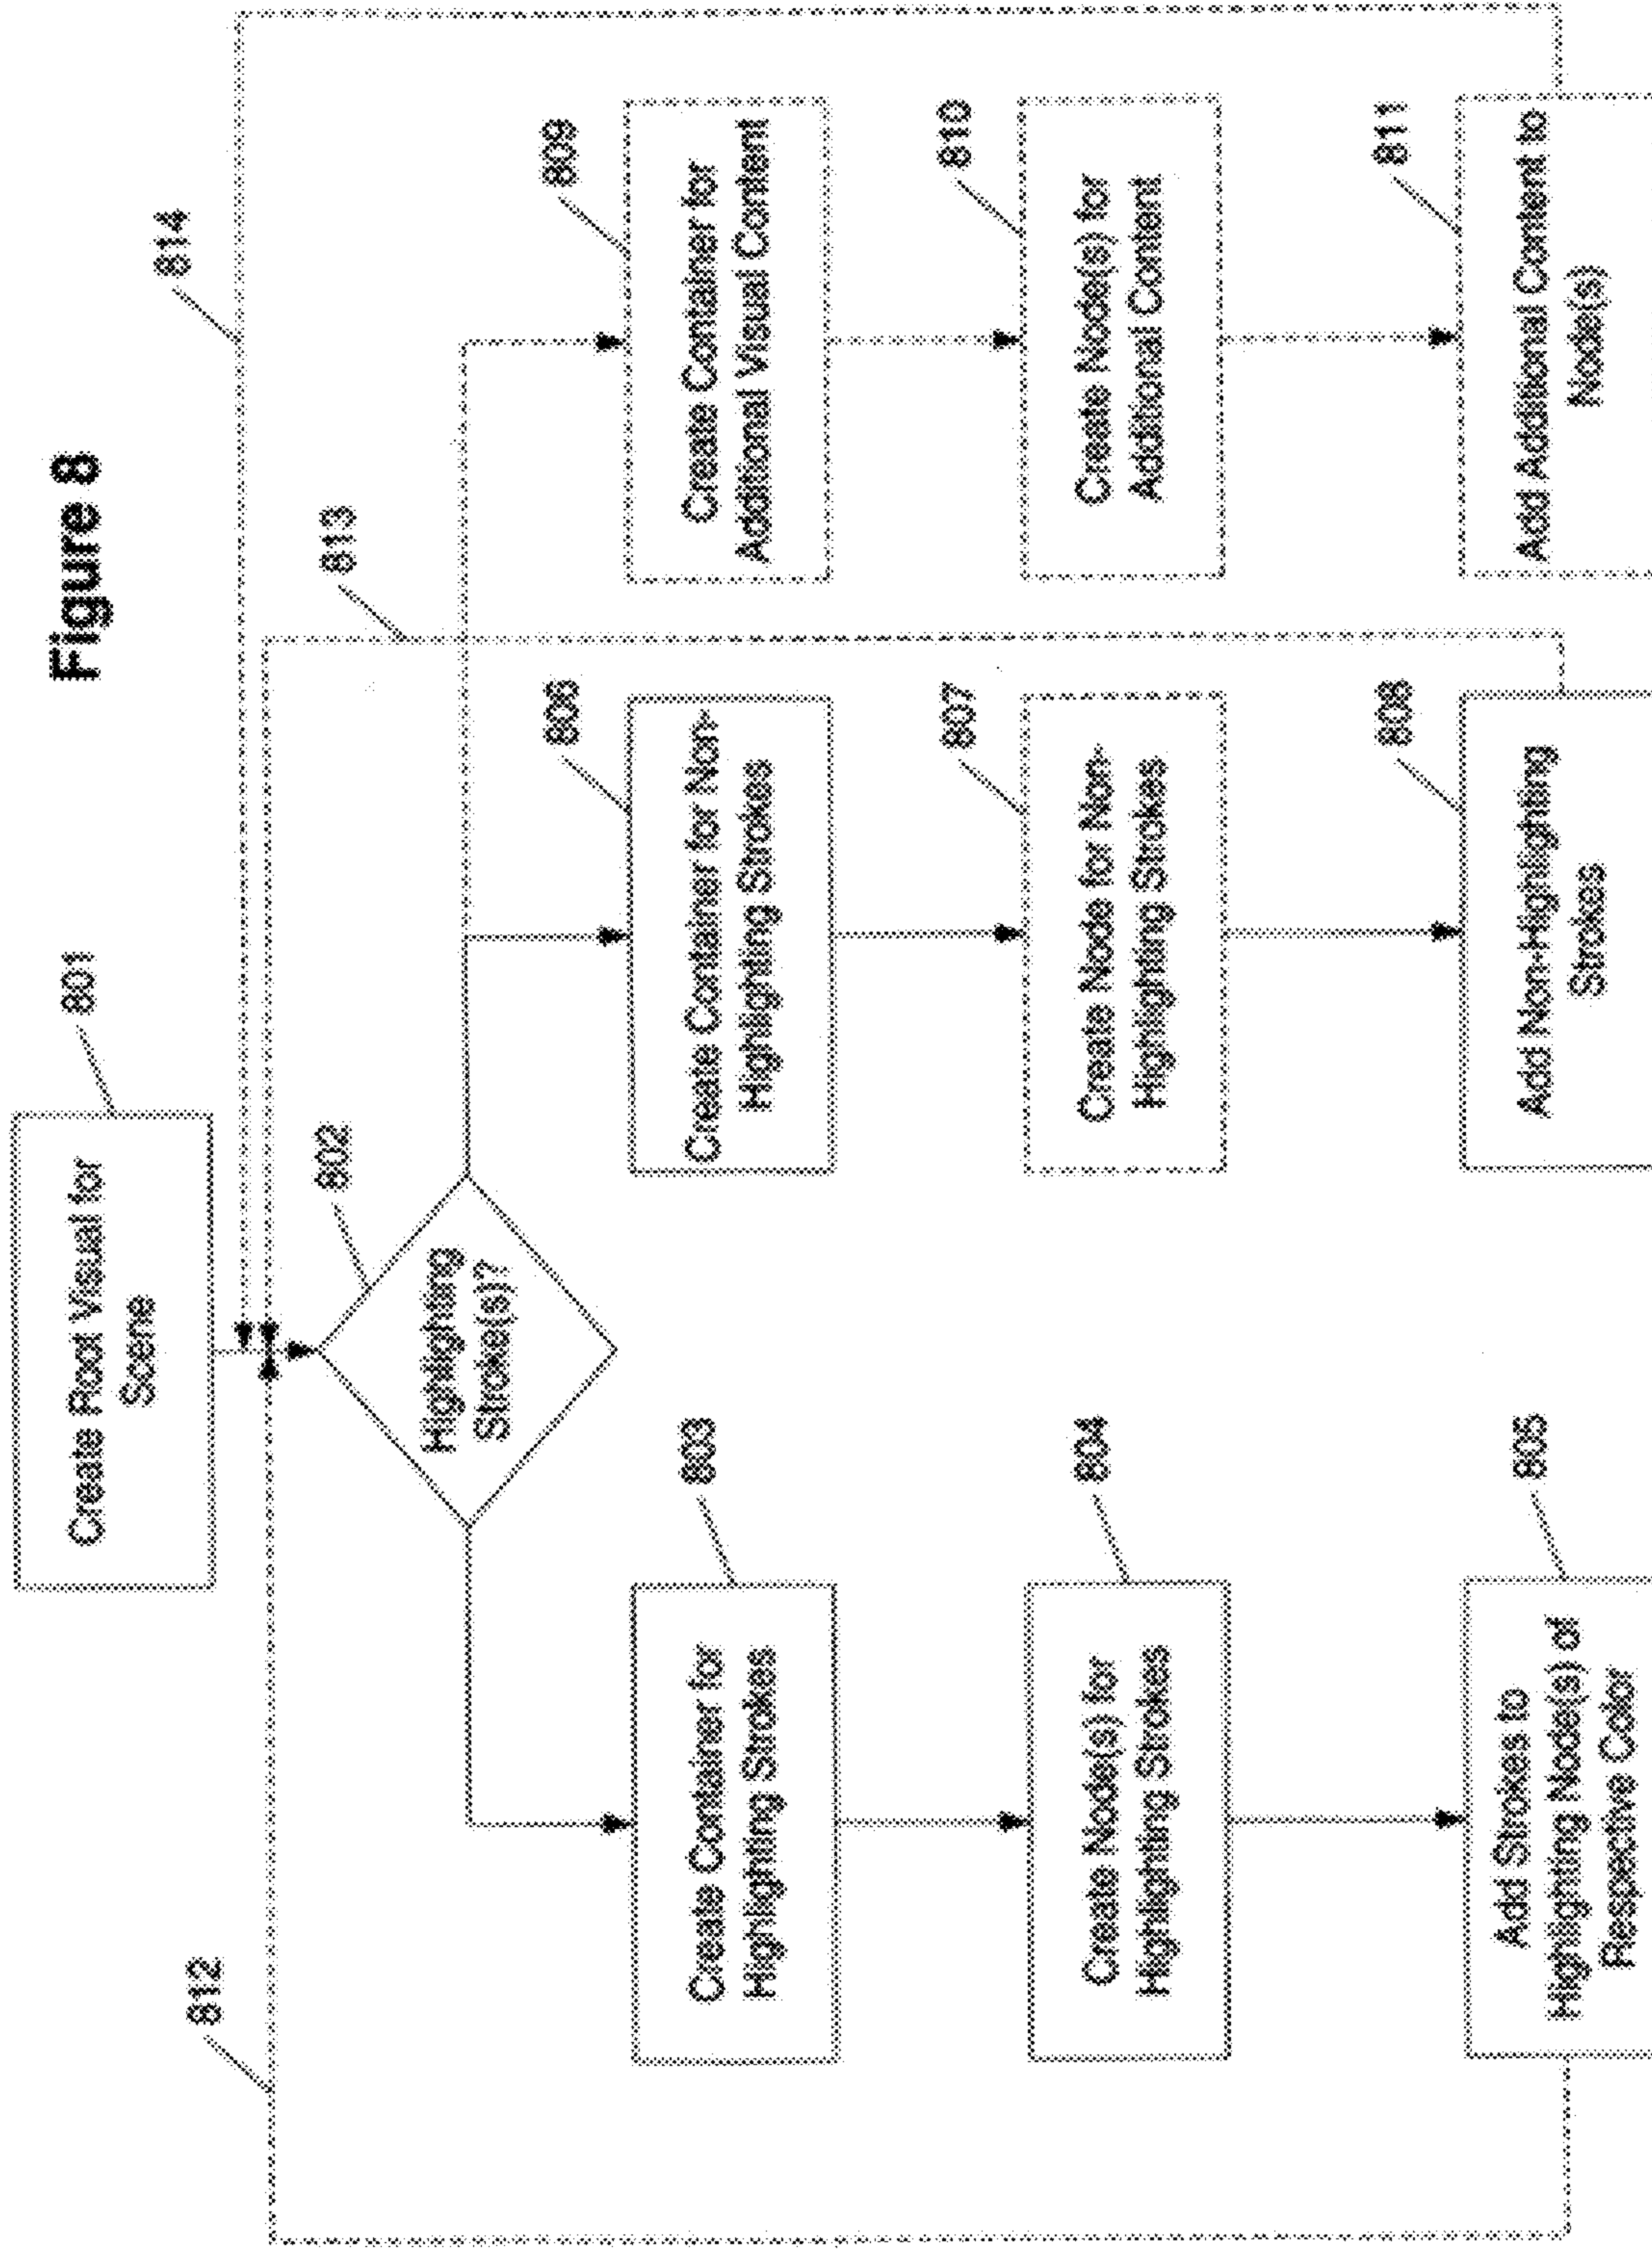 Figure 8
Create Root Visual for
Scene
801
814
813
812
802
Highlighting
Stroke(s)?
803
Create Container for
Highlighting Strokes
806
Create Container for Non-
Highlighting Strokes
809
Create Container for
Additional Visual Content
804
Create Node(s) for
Highlighting Strokes
807
Create Node for Non-
Highlighting Strokes
810
Create Node(s) for
Additional Content
805
Add Strokes to
Highlighting Node(s) of
Respective Color
808
Add Non-Highlighting
Strokes
811
Add Additional Content to
Node(s)